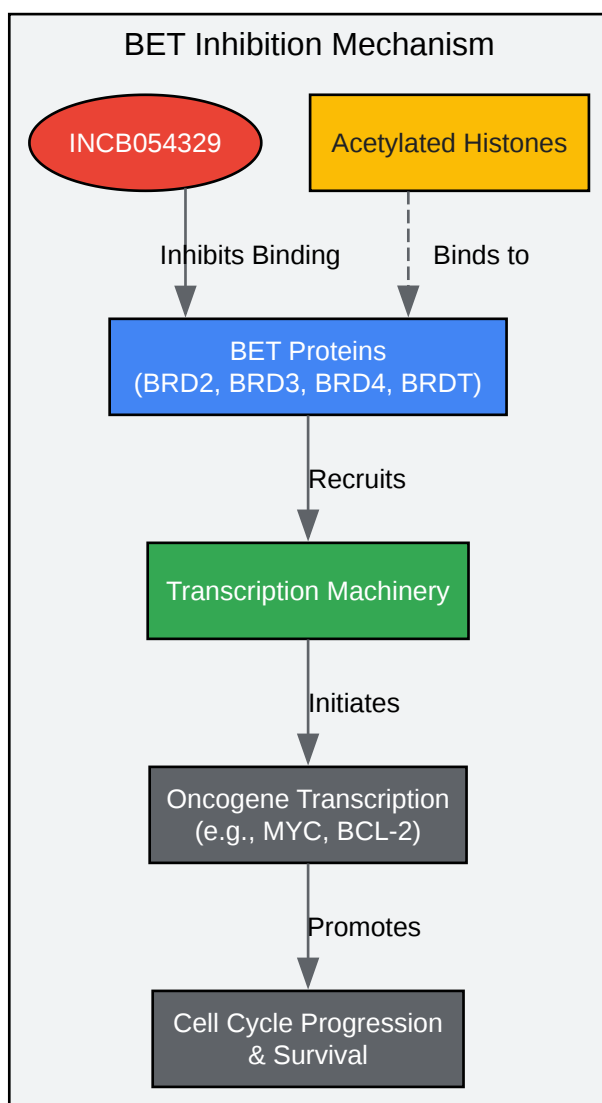 BET Inhibition Mechanism
INCB054329
Acetylated Histones
Inhibits Binding
Binds to
BET Proteins
(BRD2, BRD3, BRD4, BRDT)
Recruits
Transcription Machinery
Initiates
Oncogene Transcription
(e.g., MYC, BCL-2)
Promotes
Cell Cycle Progression
& Survival